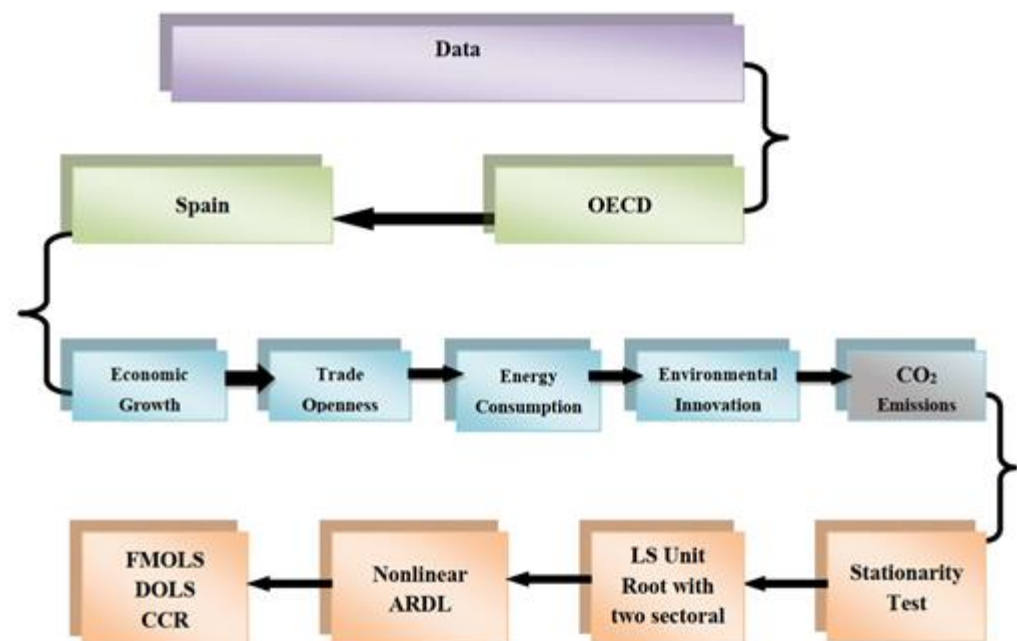 Data
Spain
OECD
Economic
Growth
Trade
Openness
Energy
Consumption
Environmental
Innovation
CO₂
Emissions
FMOLS
DOLS
CCR
Nonlinear
ARDL
LS Unit
Root with
two sectoral
Stationarity
Test